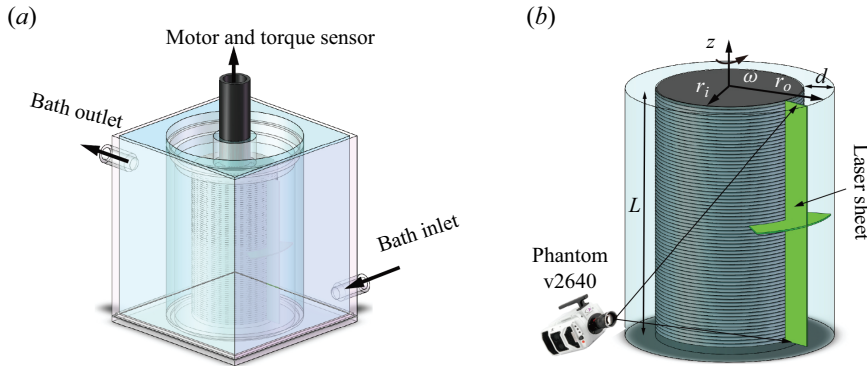 (a)
Motor and torque sensor
Bath outlet
Bath inlet
(b)
z
ω
d
r_i
r_o
L
Laser sheet
Phantom
v2640